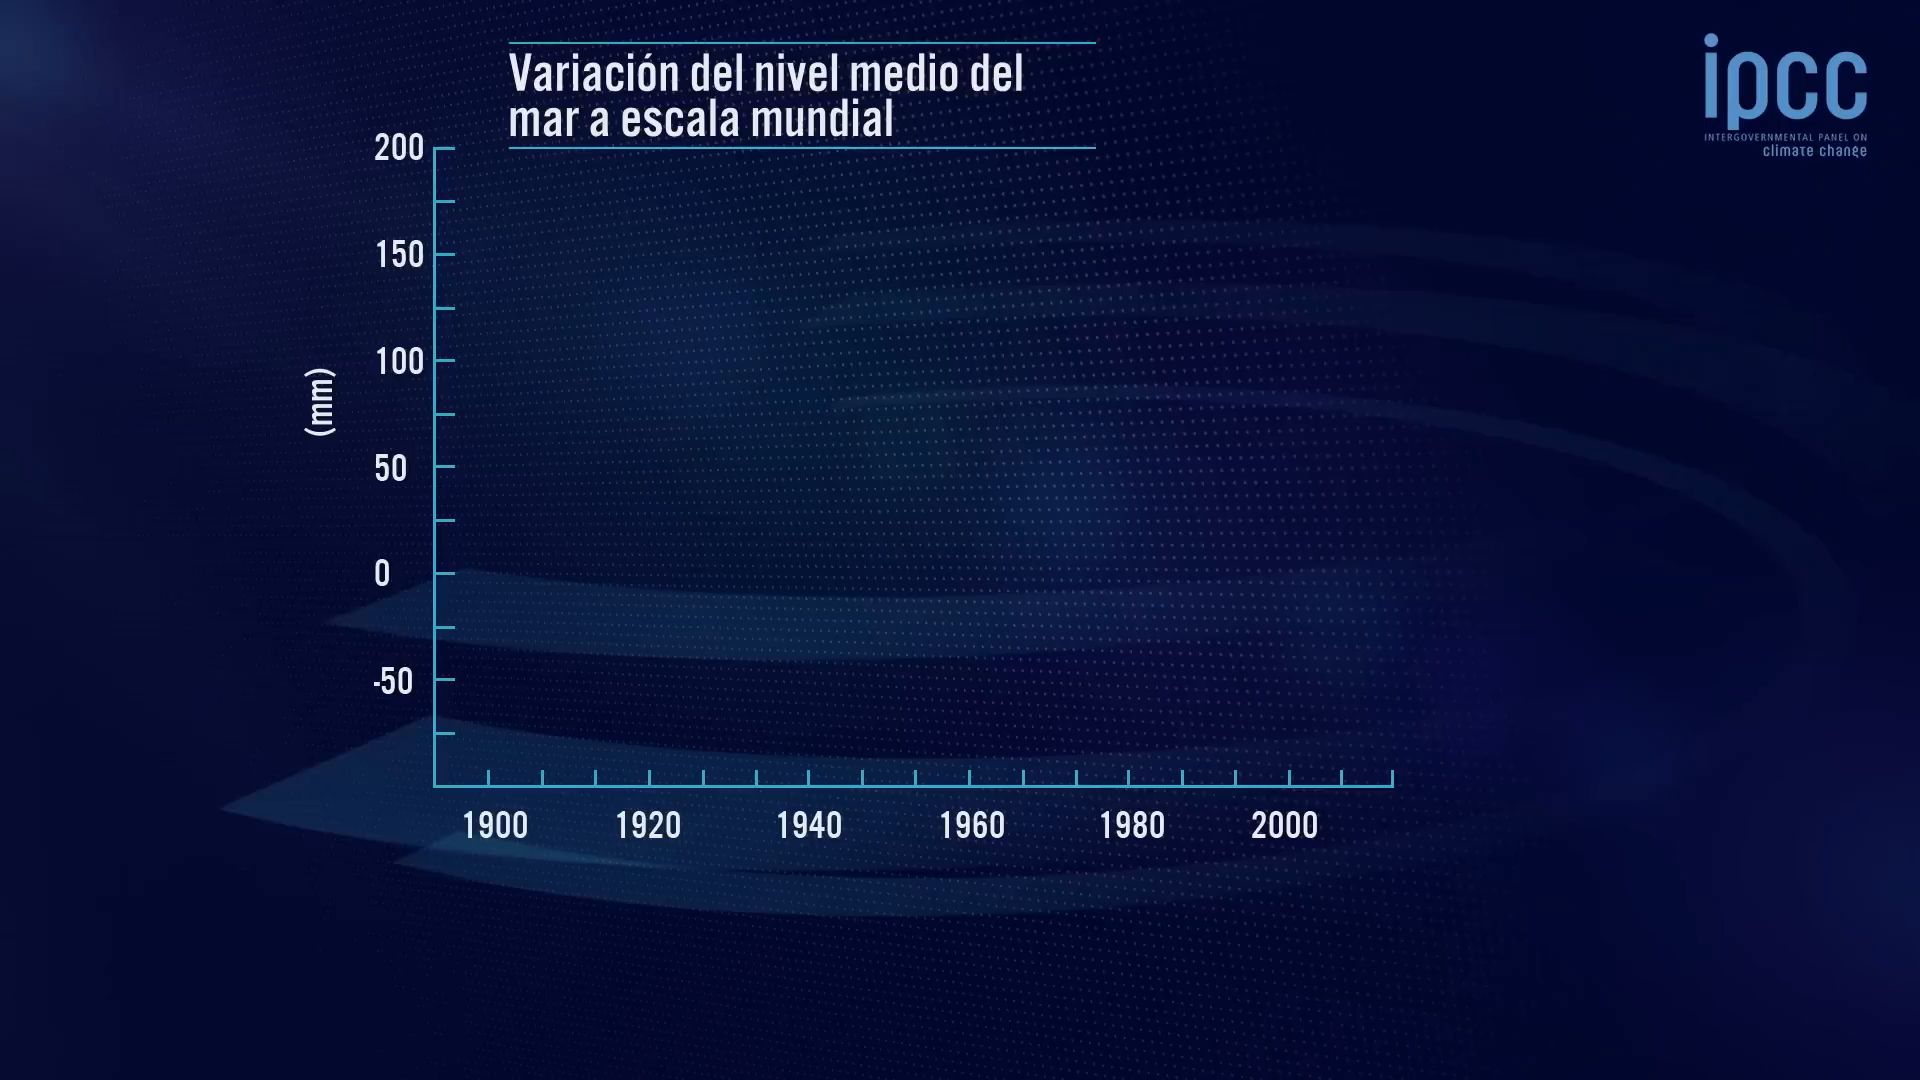 Variación del nivel medio del
mar a escala mundial
ipcc
INTERGOVERNMENTAL PANEL ON
climate change
200
150
100
50
0
-50
(mm)
1900 1920 1940 1960 1980 2000